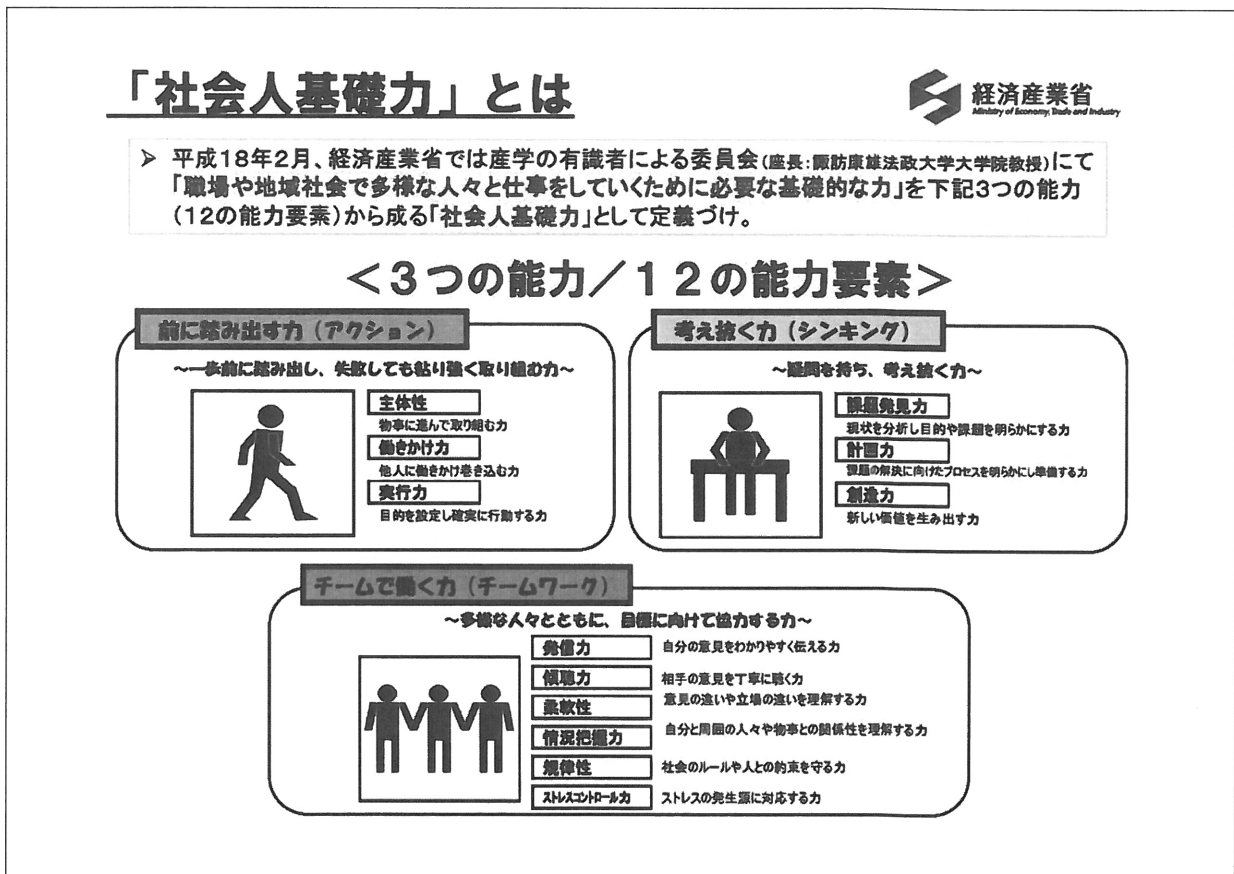 「社会人基礎力」とは
経済産業省
Ministry of Economy, Trade and Industry
➢ 平成18年2月、経済産業省では産学の有識者による委員会(座長:諏訪康雄法政大学大学院教授)にて
「職場や地域社会で多様な人々と仕事をしていくために必要な基礎的な力」を下記3つの能力
(12の能力要素)から成る「社会人基礎力」として定義づけ。
＜３つの能力／１２の能力要素＞
前に踏み出す力（アクション）
～一歩前に踏み出し、失敗しても粘り強く取り組む力～
主体性
物事に進んで取り組む力
働きかけ力
他人に働きかけ巻き込む力
実行力
目的を設定し確実に行動する力
考え抜く力（シンキング）
～疑問を持ち、考え抜く力～
課題発見力
現状を分析し目的や課題を明らかにする力
計画力
課題の解決に向けたプロセスを明らかにし準備する力
創造力
新しい価値を生み出す力
チームで働く力（チームワーク）
～多様な人々とともに、目標に向けて協力する力～
発信力 自分の意見をわかりやすく伝える力
傾聴力 相手の意見を丁寧に聴く力
柔軟性 意見の違いや立場の違いを理解する力
情況把握力 自分と周囲の人々や物事との関係性を理解する力
規律性 社会のルールや人との約束を守る力
ストレスコントロール力 ストレスの発生源に対応する力